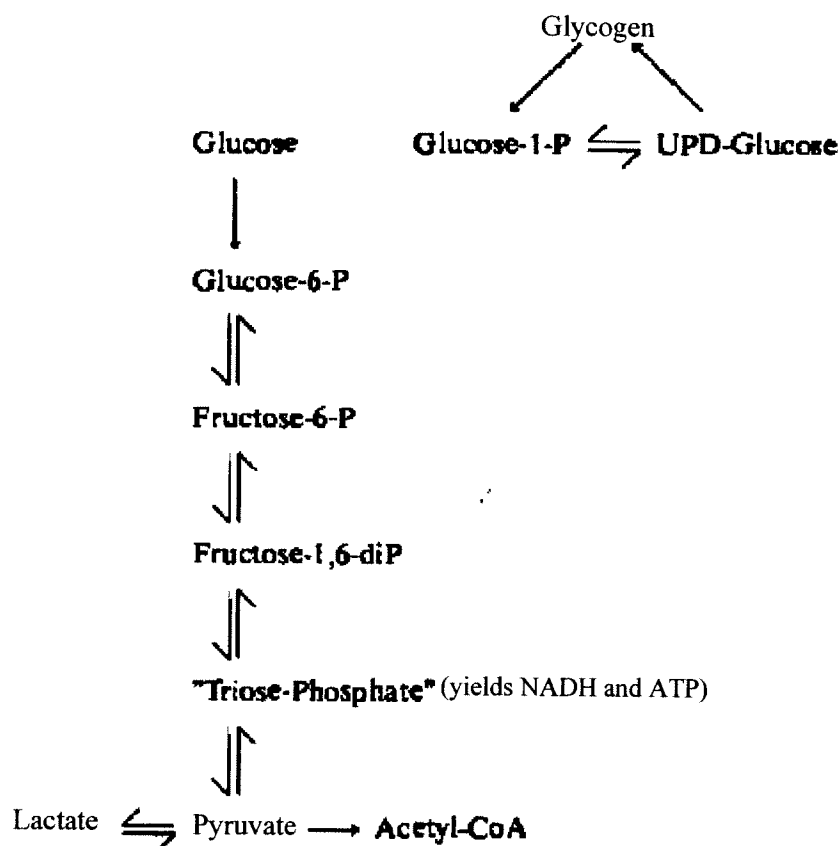 Glycogen
Glucose Glucose-1-P UPD-Glucose
Glucose-6-P
Fructose-6-P
Fructose-1,6-diP
"Triose-Phosphate" (yields NADH and ATP)
Lactate Pyruvate Acetyl-CoA